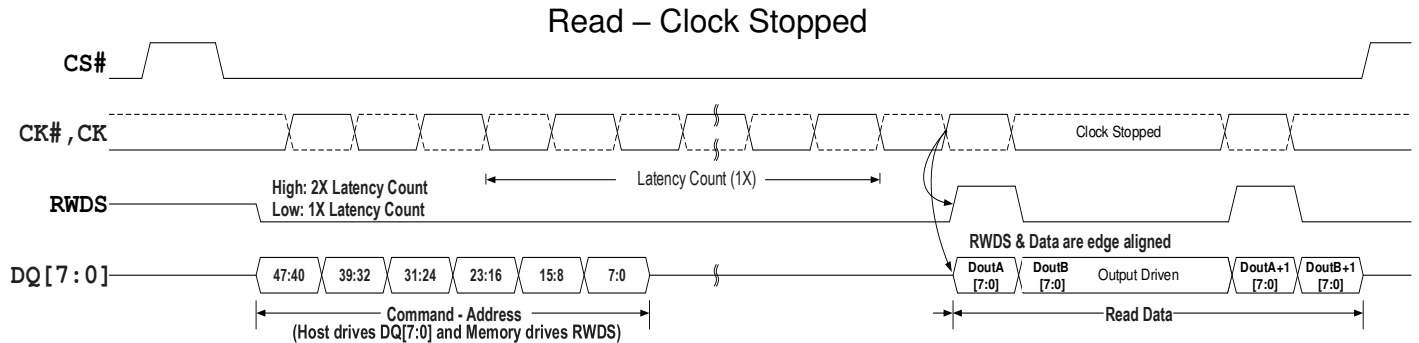 Read – Clock Stopped
CS#
CK#,CK
Clock Stopped
Latency Count (1X)
High: 2X Latency Count
Low: 1X Latency Count
RWDS
RWDS & Data are edge aligned
DQ[7:0]
47:40 39:32 31:24 23:16 15:8 7:0
DoutA DoutB Output Driven DoutA+1 DoutB+1
[7:0] [7:0] [7:0] [7:0]
Command - Address
(Host drives DQ[7:0] and Memory drives RWDS)
Read Data